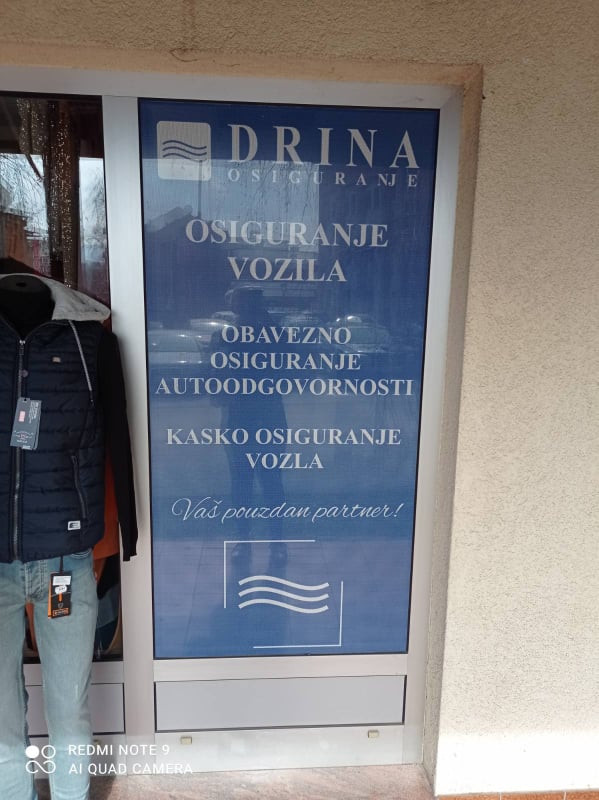 DRINA
OSIGURANJE
OSIGURANJE
VOZILA
OBAVEZNO
OSIGURANJE
AUTOODGOVORNOSTI
KASKO OSIGURANJE
VOZLA
Vaš pouzdan partner!
REDMI NOTE 9
AI QUAD CAMERA